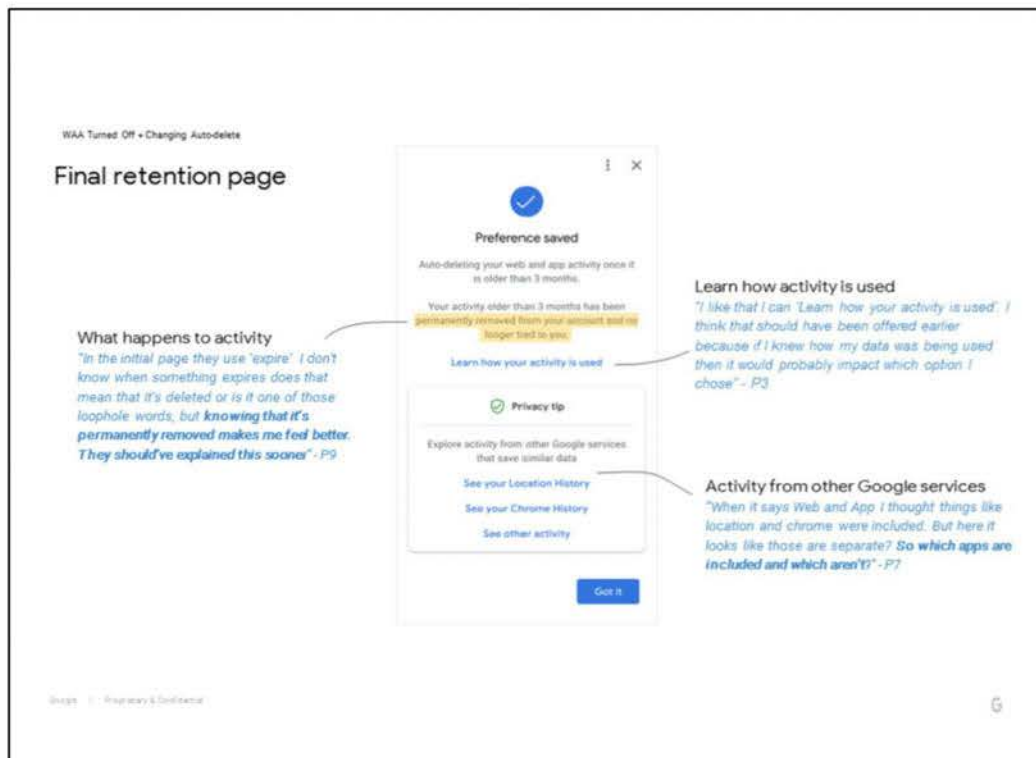 WAA Turned Off + Changing Auto-delete
Final retention page
Preference saved
Auto-deleting your web and app activity once it
is older than 3 months.
Your activity older than 3 months has been
permanently removed from your account and no
longer tied to you.
Learn how your activity is used
Privacy tip
Explore activity from other Google services
that save similar data
See your Location History
See your Chrome History
See other activity
Got it
What happens to activity
"In the initial page they use 'expire' I don't
know when something expires does that
mean that it's deleted or is it one of those
loophole words, but knowing that it's
permanently removed makes me feel better.
They should've explained this sooner" - P9
Learn how activity is used
"I like that I can 'Learn how your activity is used'. I
think that should have been offered earlier
because if I knew how my data was being used
then it would probably impact which option I
chose" - P3
Activity from other Google services
"When it says Web and App I thought things like
location and chrome were included. But here it
looks like those are separate? So which apps are
included and which aren't?" - P7
Google | Proprietary & Confidential
G